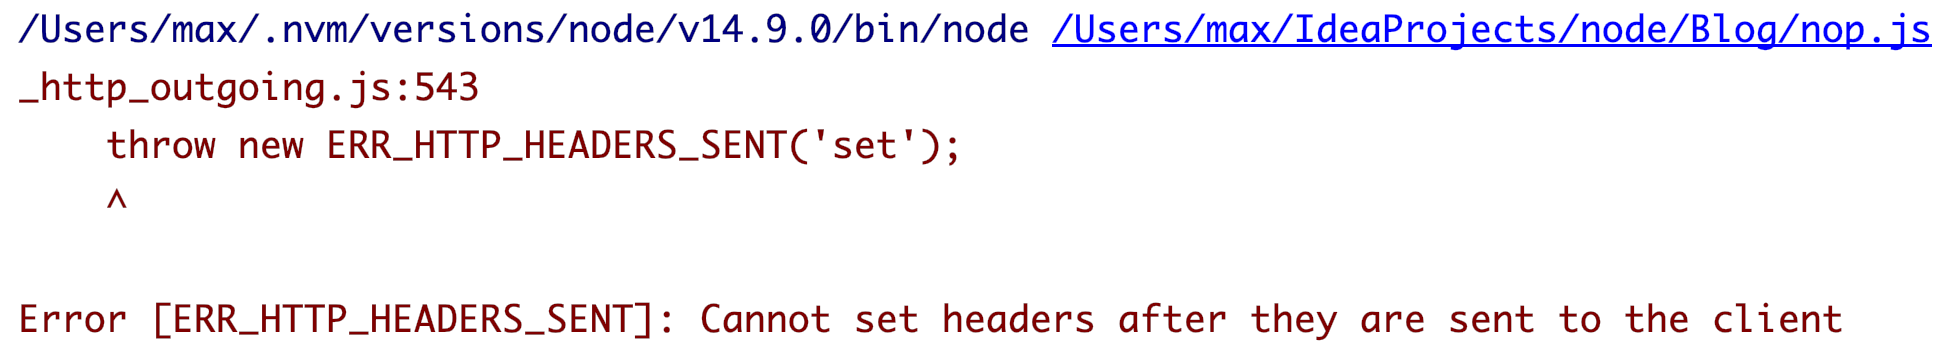 /Users/max/.nvm/versions/node/v14.9.0/bin/node /Users/max/IdeaProjects/node/Blog/nop.js
_http_outgoing.js:543
    throw new ERR_HTTP_HEADERS_SENT('set');
    ^

Error [ERR_HTTP_HEADERS_SENT]: Cannot set headers after they are sent to the client